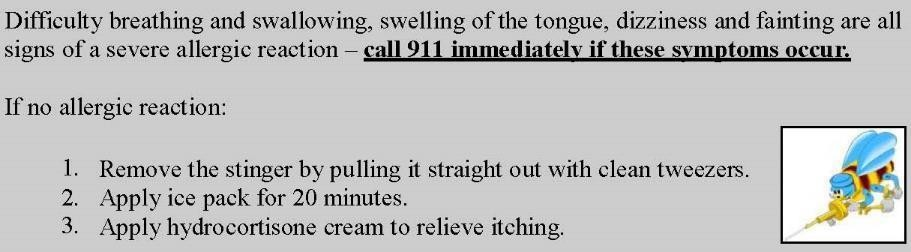 Difficulty breathing and swallowing, swelling of the tongue, dizziness and fainting are all
signs of a severe allergic reaction – call 911 immediately if these symptoms occur.
If no allergic reaction:
1. Remove the stinger by pulling it straight out with clean tweezers.
2. Apply ice pack for 20 minutes.
3. Apply hydrocortisone cream to relieve itching.